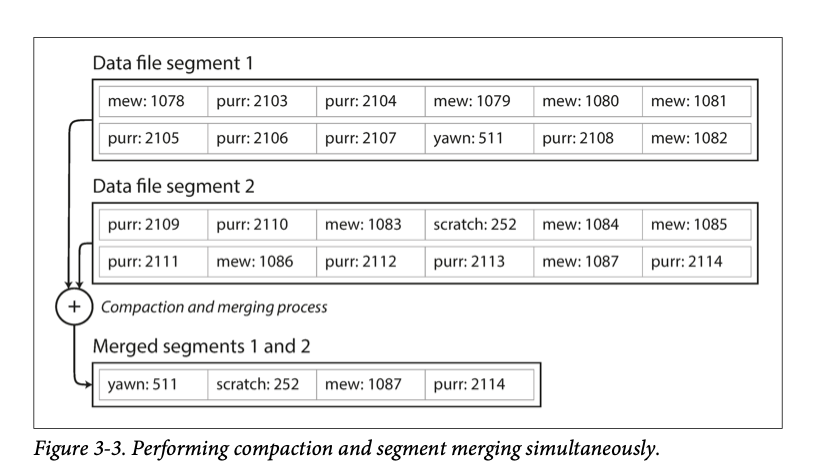 Data file segment 1
mew: 1078 purr: 2103 purr: 2104 mew: 1079 mew: 1080 mew: 1081
purr: 2105 purr: 2106 purr: 2107 yawn: 511 purr: 2108 mew: 1082
Data file segment 2
purr: 2109 purr: 2110 mew: 1083 scratch: 252 mew: 1084 mew: 1085
purr: 2111 mew: 1086 purr: 2112 purr: 2113 mew: 1087 purr: 2114
+ Compaction and merging process
Merged segments 1 and 2
yawn: 511 scratch: 252 mew: 1087 purr: 2114
Figure 3-3. Performing compaction and segment merging simultaneously.